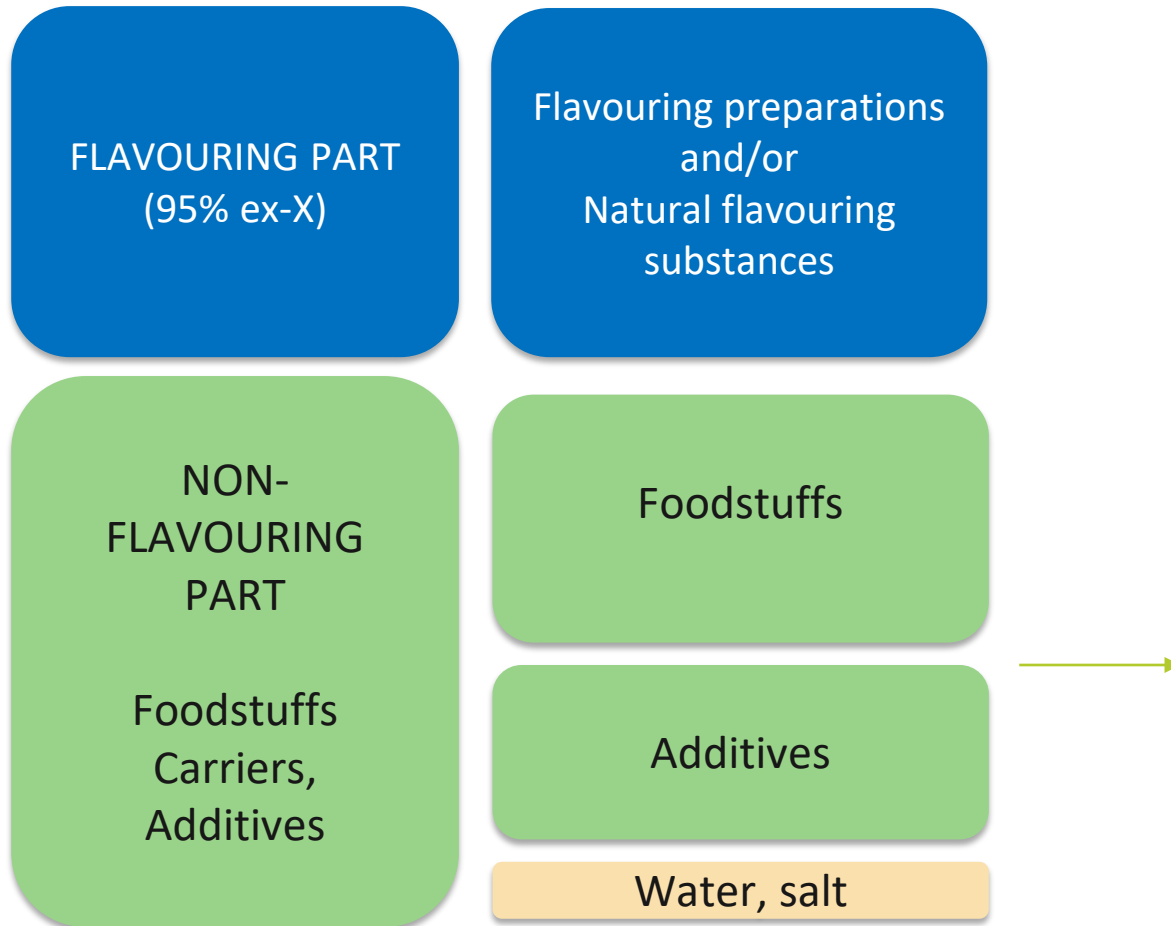 FLAVOURING PART
(95% ex-X)
Flavouring preparations
and/or
Natural flavouring
substances
NON-
FLAVOURING
PART
Foodstuffs
Carriers,
Additives
Foodstuffs
Additives
Water, salt